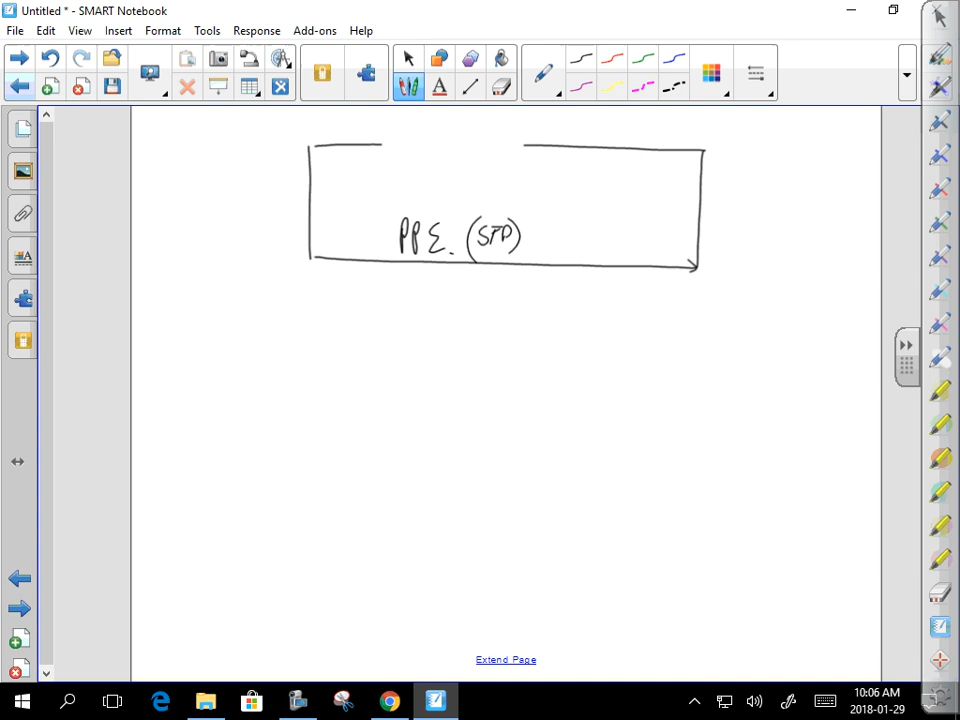 Untitled * - SMART Notebook
File Edit View Insert Format Tools Response Add-ons Help
PPE. (STP)
Extend Page
10:06 AM
2018-01-29